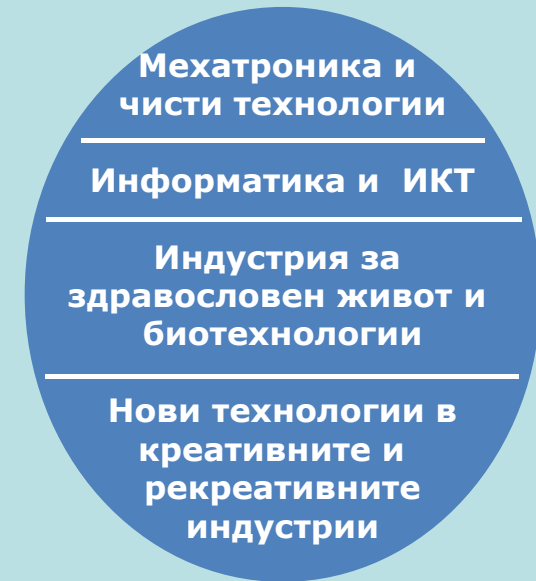 Мехатроника и
чисти технологии
Информатика и ИКТ
Индустрия за
здравословен живот и
биотехнологии
Нови технологии в
креативните и
рекреативните
индустрии